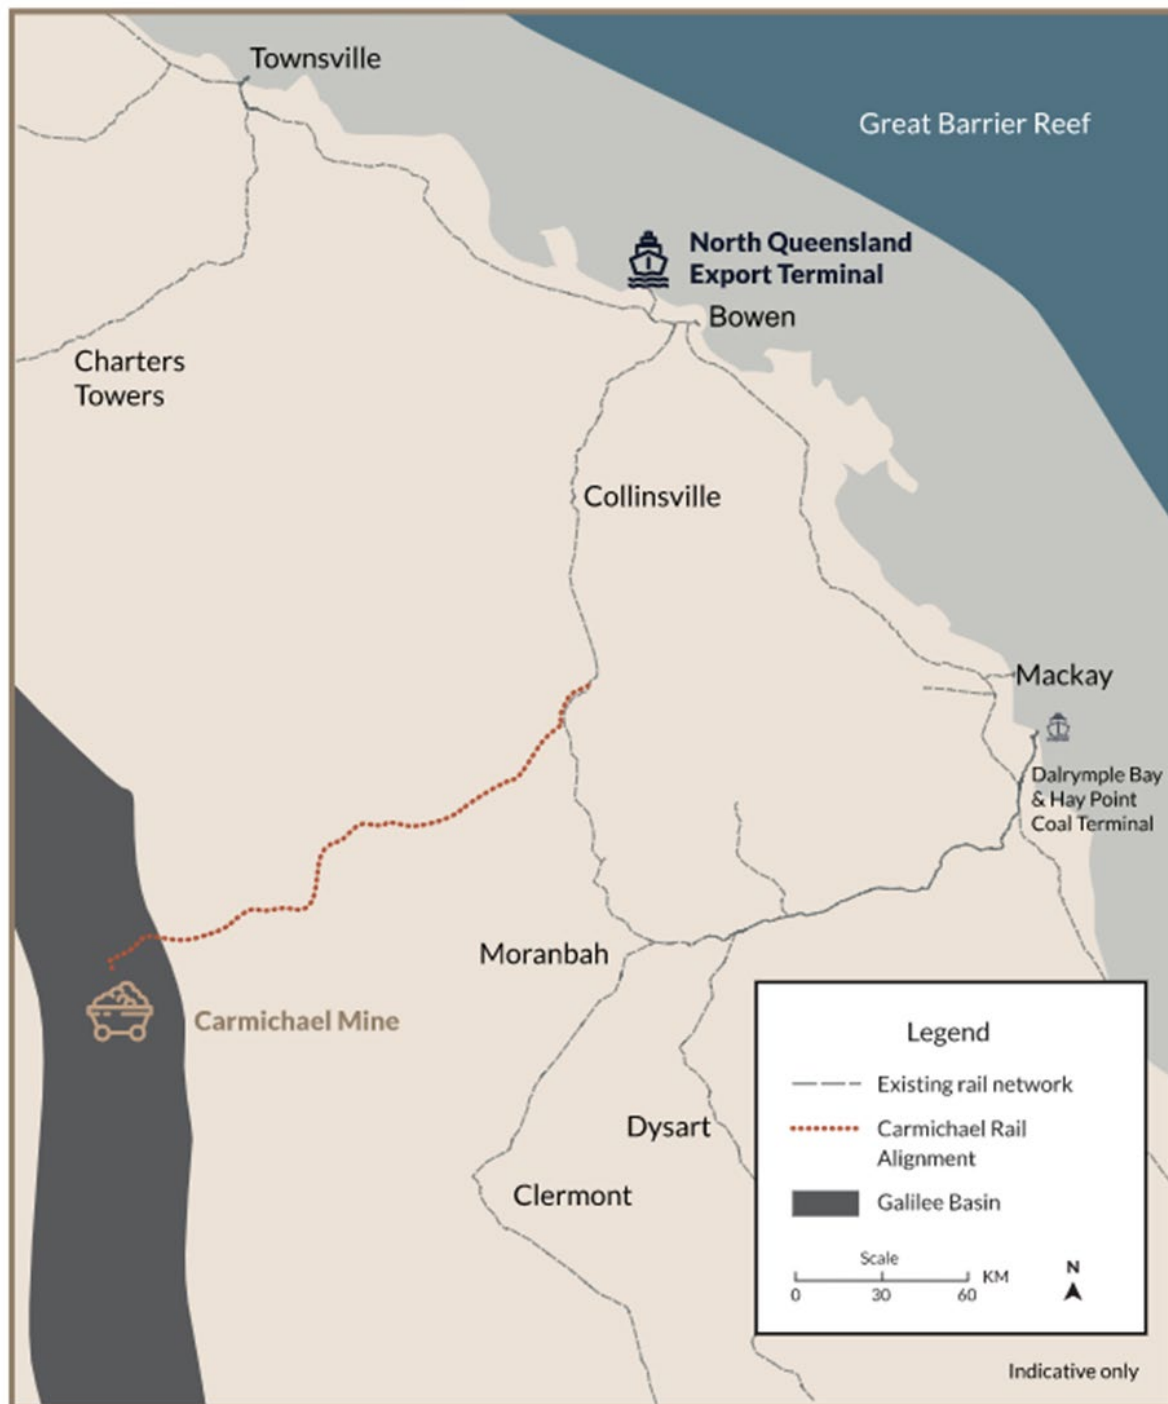 Townsville
Great Barrier Reef
North Queensland
Export Terminal
Bowen
Charters
Towers
Collinsville
Mackay
Dalrymple Bay
& Hay Point
Coal Terminal
Moranbah
Carmichael Mine
Dysart
Clermont
Legend
Existing rail network
Carmichael Rail
Alignment
Galilee Basin
Scale
KM
0 30 60
N
Indicative only